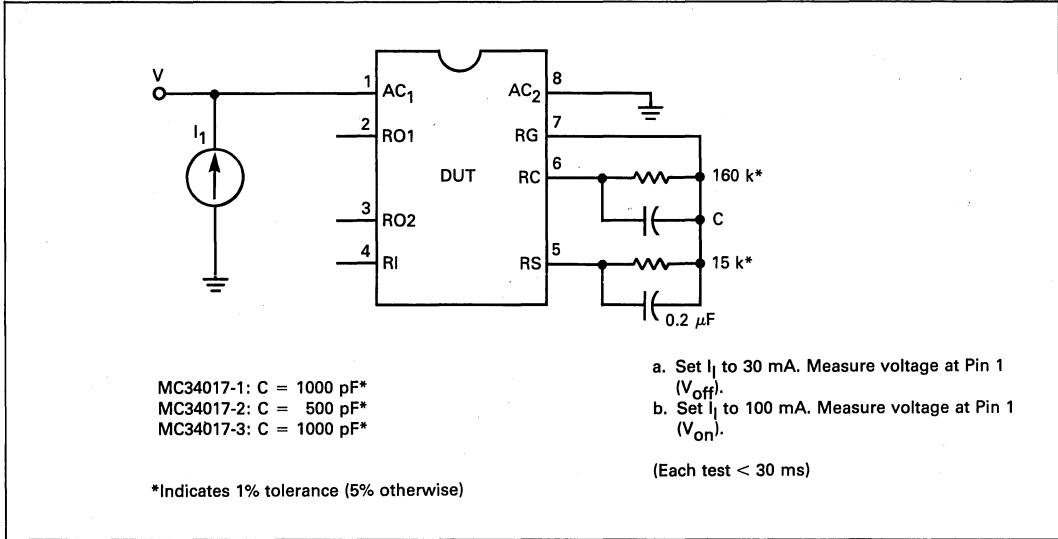 V
I1
1 AC1
2 RO1
3 RO2
4 RI
DUT
AC2 8
RG 7
RC 6
RS 5
160 k*
C
15 k*
0.2 μF
MC34017-1: C = 1000 pF*
MC34017-2: C = 500 pF*
MC34017-3: C = 1000 pF*
*Indicates 1% tolerance (5% otherwise)
a. Set II to 30 mA. Measure voltage at Pin 1
(Voff).
b. Set II to 100 mA. Measure voltage at Pin 1
(Von).
(Each test < 30 ms)